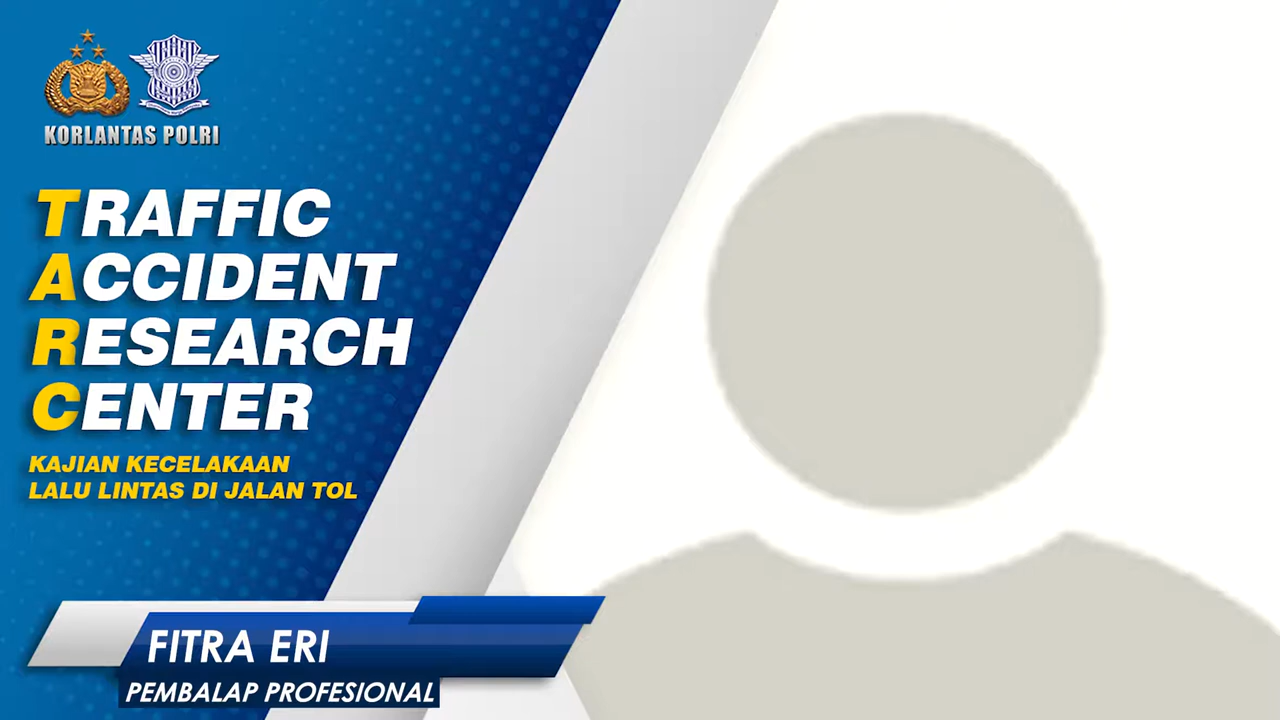 KORLANTAS POLRI
TRAFFIC
ACCIDENT
RESEARCH
CENTER
KAJIAN KECELAKAAN
LALU LINTAS DI JALAN TOL
FITRA ERI
PEMBALAP PROFESIONAL